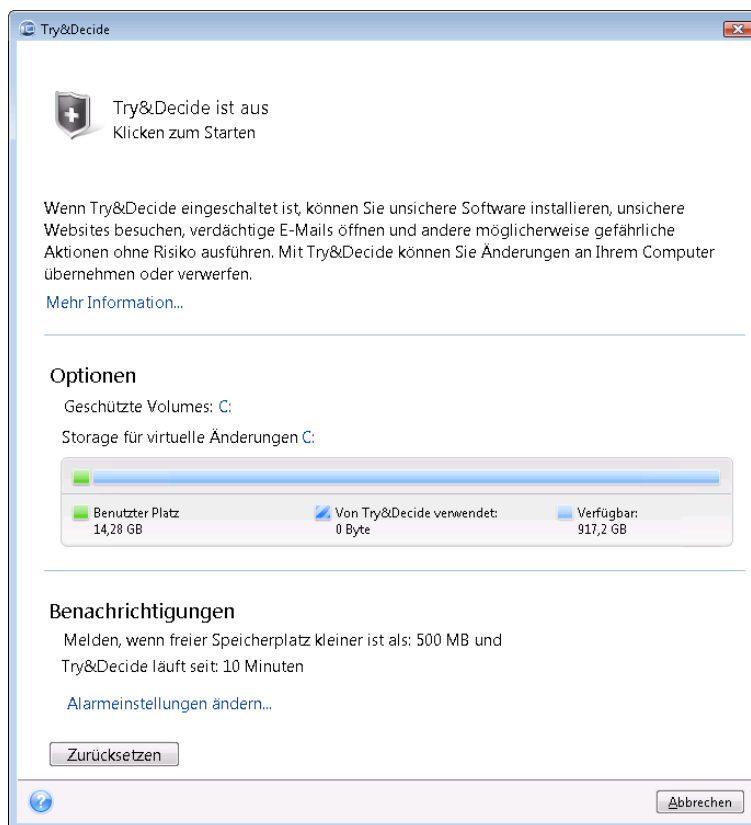 Try&Decide
Try&Decide ist aus
Klicken zum Starten
Wenn Try&Decide eingeschaltet ist, können Sie unsichere Software installieren, unsichere
Websites besuchen, verdächtige E-Mails öffnen und andere möglicherweise gefährliche
Aktionen ohne Risiko ausführen. Mit Try&Decide können Sie Änderungen an Ihrem Computer
übernehmen oder verwerfen.
Mehr Information...
Optionen
Geschützte Volumes: C:
Storage für virtuelle Änderungen C:
Benutzter Platz
14,28 GB
Von Try&Decide verwendet:
0 Byte
Verfügbar:
917,2 GB
Benachrichtigungen
Melden, wenn freier Speicherplatz kleiner ist als: 500 MB und
Try&Decide läuft seit: 10 Minuten
Alarmeinstellungen ändern...
Zurücksetzen
Abbrechen